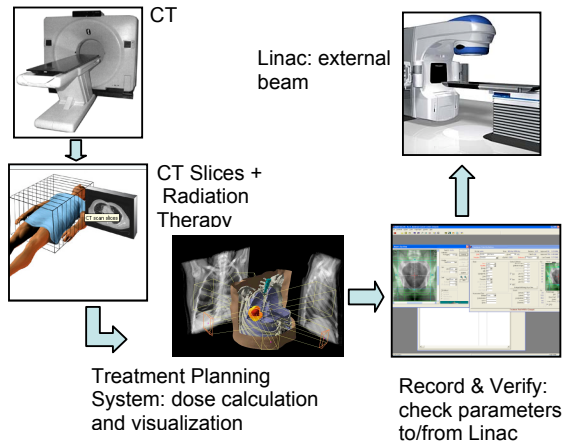 CT
Linac: external
beam
CT Slices +
Radiation
Therapy
CT scan slices
Treatment Planning
System: dose calculation
and visualization
Record & Verify:
check parameters
to/from Linac